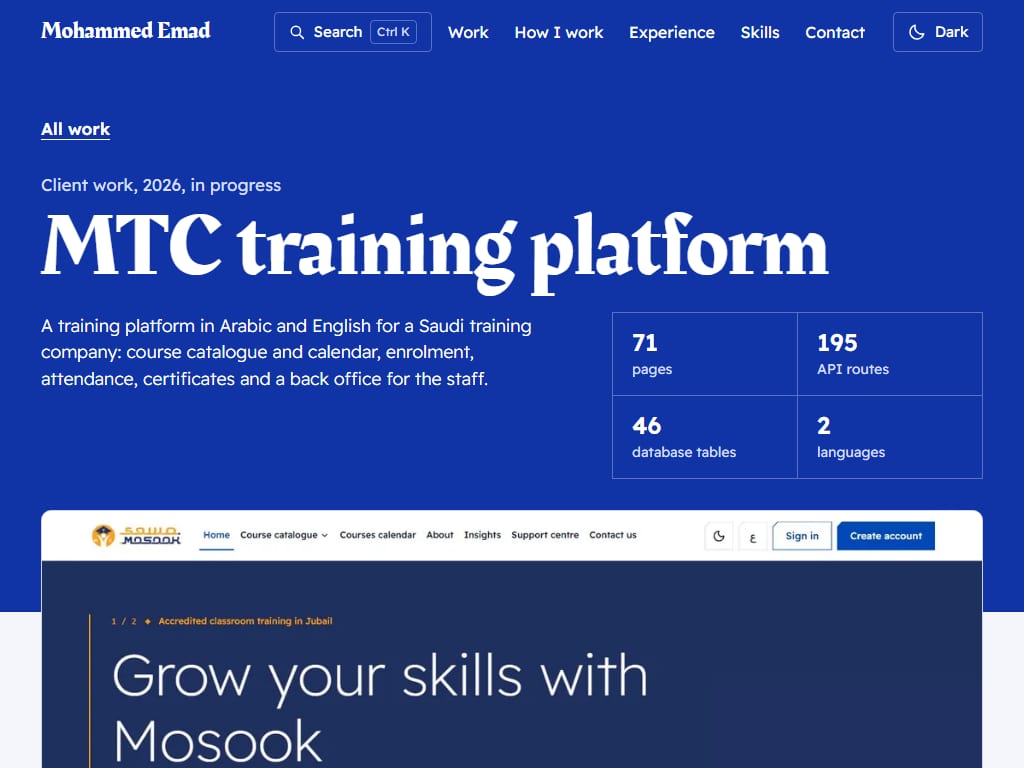 Mohammed Emad
Search Ctrl K
Work
How I work
Experience
Skills
Contact
Dark
All work
Client work, 2026, in progress
MTC training platform
A training platform in Arabic and English for a Saudi training
company: course catalogue and calendar, enrolment,
attendance, certificates and a back office for the staff.
71
pages
195
API routes
46
database tables
2
languages
MOSOOK
Home
Course catalogue
Courses calendar
About
Insights
Support centre
Contact us
ع
Sign in
Create account
1 / 2 ◆ Accredited classroom training in Jubail
Grow your skills with
Mosook